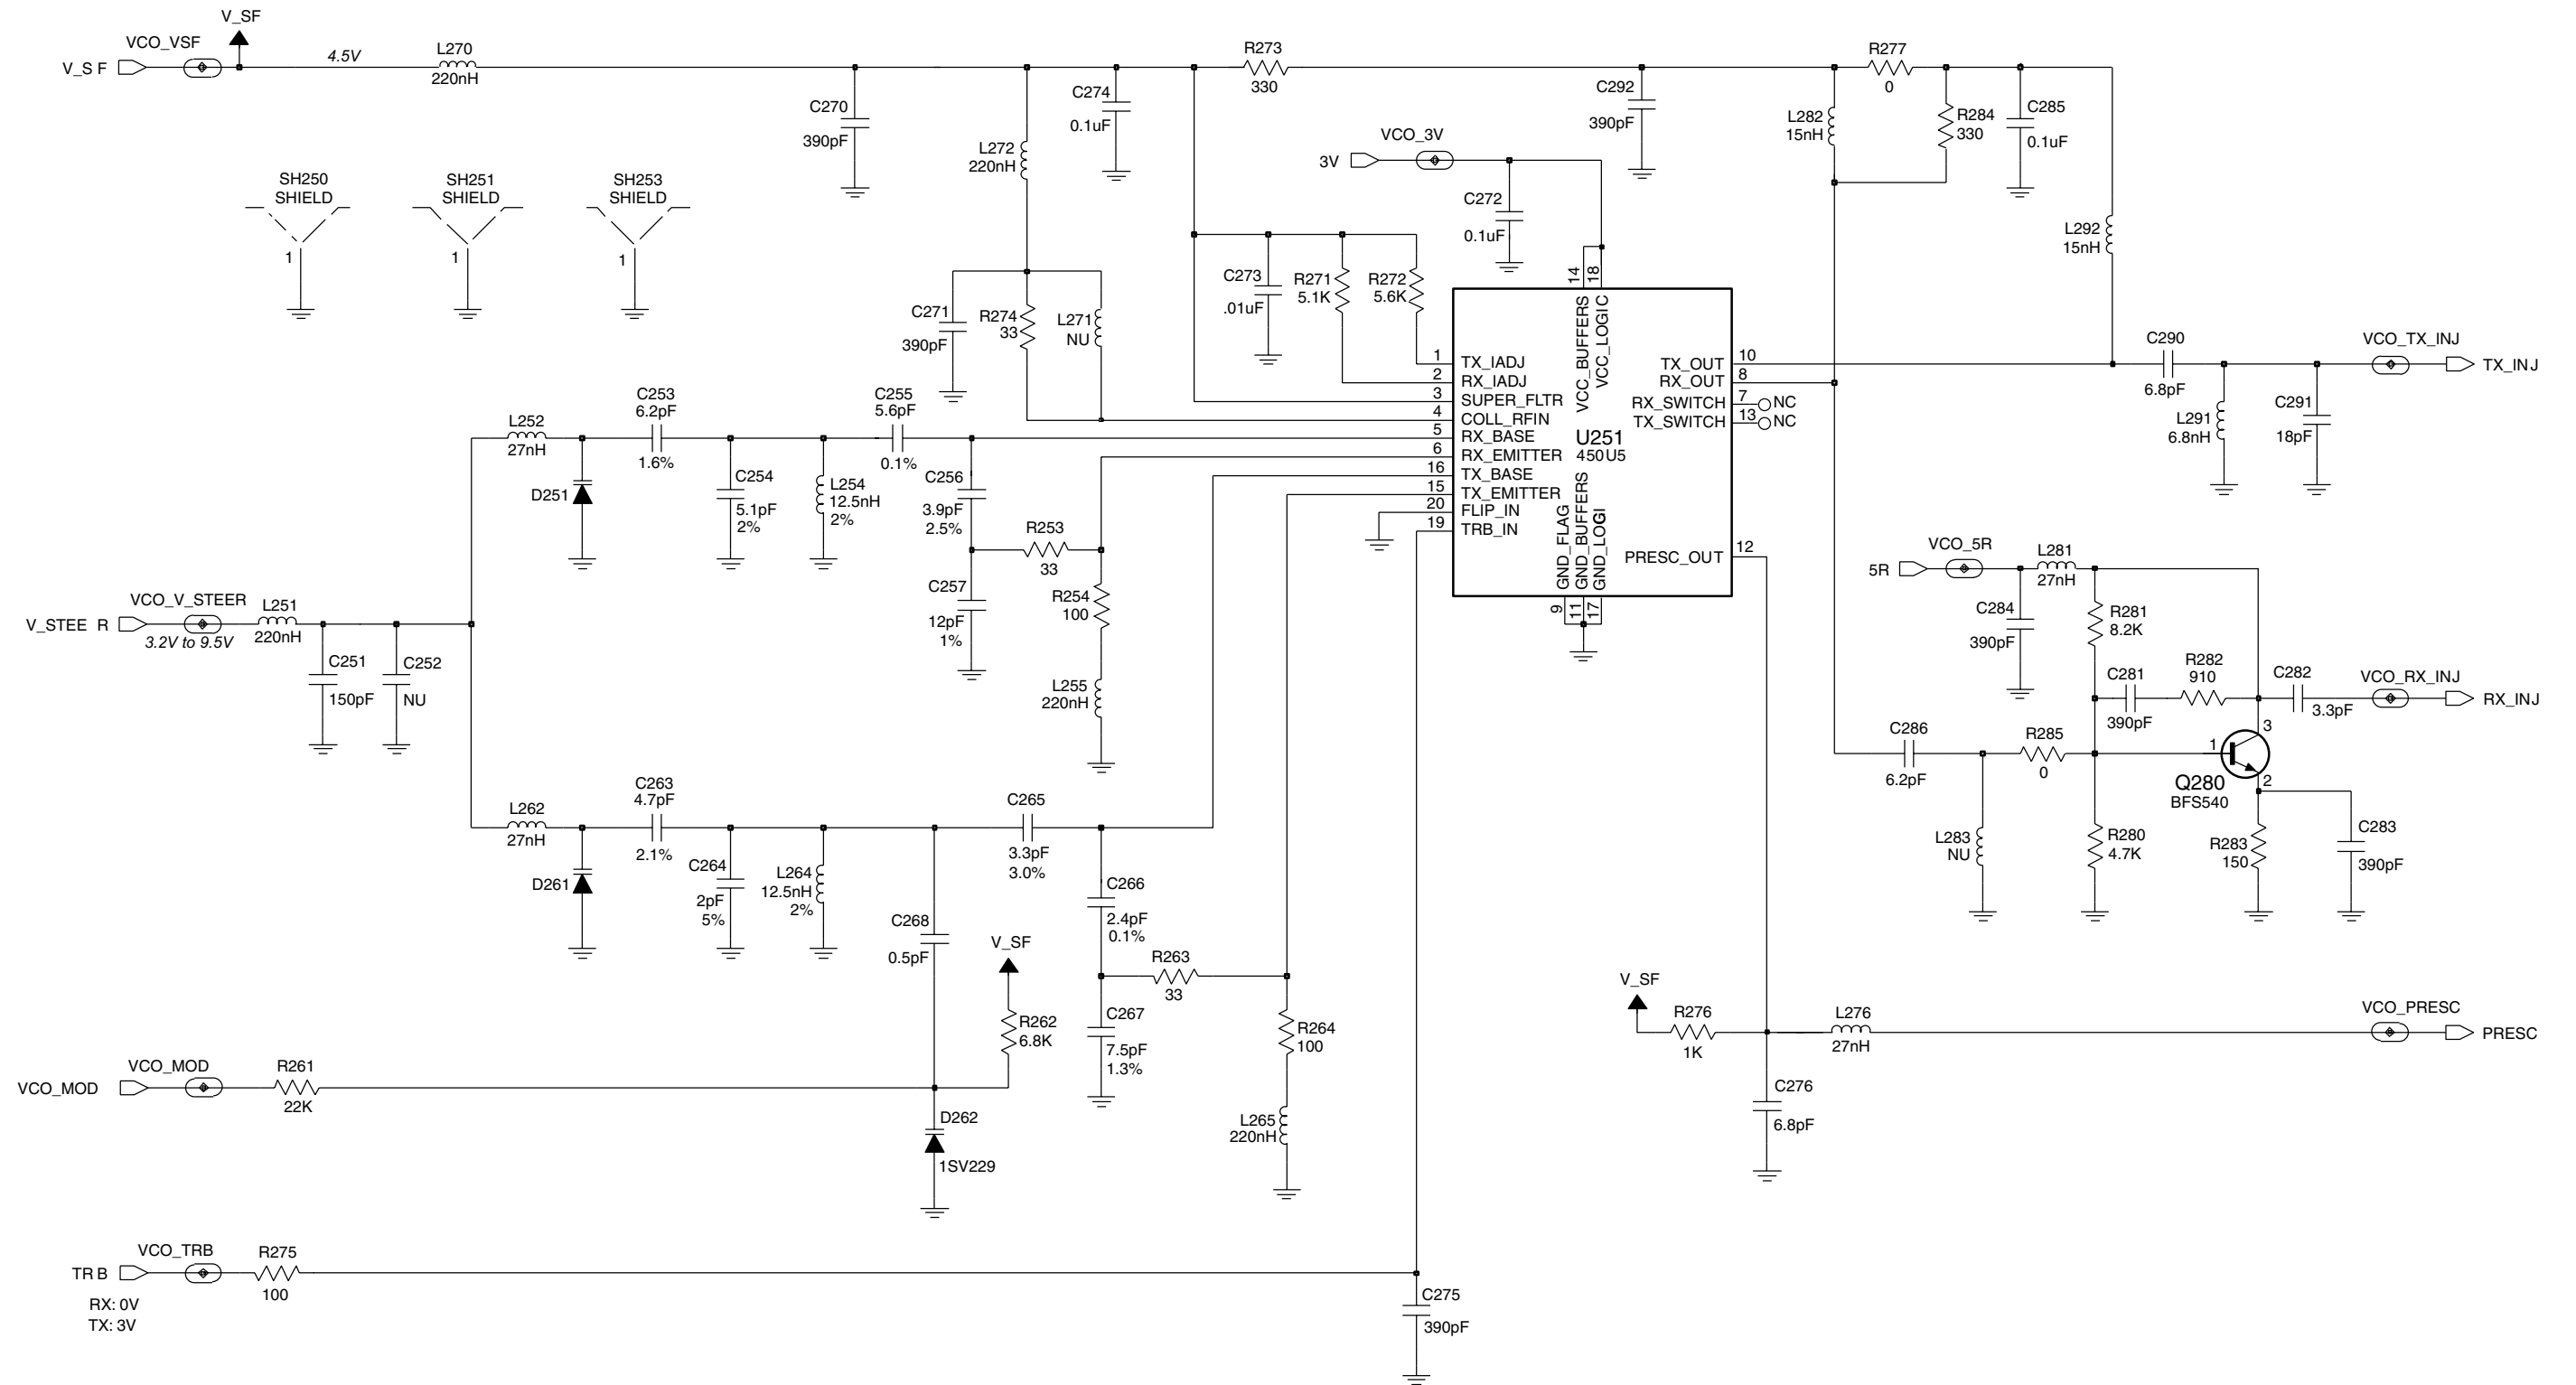 V_SF
VCO_VSF
V_S F
4.5V
L270
220nH
C270
390pF
L272
220nH
C274
0.1uF
R273
330
C292
390pF
R277
0
L282
15nH
R284
330
C285
0.1uF
L292
15nH
SH250
SHIELD
1
SH251
SHIELD
1
SH253
SHIELD
1
VCO_3V
3V
C272
0.1uF
C271
390pF
R274
33
L271
NU
C273
.01uF
R271
5.1K
R272
5.6K
14
18
VCC_BUFFERS
VCC_LOGIC
1 TX_IADJ
2 RX_IADJ
3 SUPER_FLTR
4 COLL_RFIN
5 RX_BASE
6 RX_EMITTER
16 TX_BASE
15 TX_EMITTER
20 FLIP_IN
19 TRB_IN
U251
450U5
TX_OUT 10
RX_OUT 8
RX_SWITCH 7 NC
TX_SWITCH 13 NC
PRESC_OUT 12
GND_FLAG
GND_BUFFERS
GND_LOGI
9
11
17
C290
6.8pF
L291
6.8nH
C291
18pF
VCO_TX_INJ
TX_INJ
L252
27nH
D251
C253
6.2pF
1.6%
C254
5.1pF
2%
L254
12.5nH
2%
C255
5.6pF
0.1%
C256
3.9pF
2.5%
C257
12pF
1%
R253
33
R254
100
L255
220nH
VCO_V_STEER
V_STEE R
3.2V to 9.5V
L251
220nH
C251
150pF
C252
NU
VCO_5R
5R
L281
27nH
C284
390pF
R281
8.2K
C281
390pF
R282
910
C282
3.3pF
VCO_RX_INJ
RX_INJ
C286
6.2pF
R285
0
1
3
2
Q280
BFS540
L283
NU
R280
4.7K
R283
150
C283
390pF
L262
27nH
D261
C263
4.7pF
2.1%
C264
2pF
5%
L264
12.5nH
2%
C268
0.5pF
C265
3.3pF
3.0%
C266
2.4pF
0.1%
C267
7.5pF
1.3%
R263
33
R264
100
L265
220nH
V_SF
R262
6.8K
VCO_MOD
VCO_MOD
R261
22K
D262
1SV229
V_SF
R276
1K
L276
27nH
C276
6.8pF
VCO_PRESC
PRESC
VCO_TRB
TR B
R275
100
RX: 0V
TX: 3V
C275
390pF